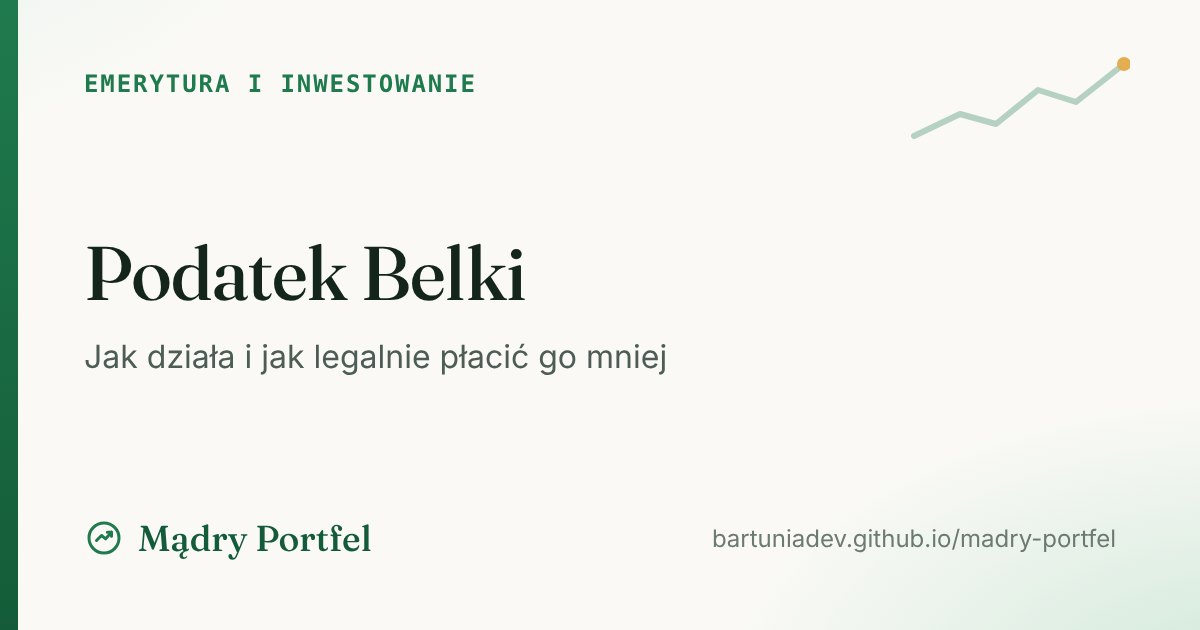 EMERYTURA I INWESTOWANIE
Podatek Belki
Jak działa i jak legalnie płacić go mniej
Mądry Portfel
bartuniadev.github.io/madry-portfel